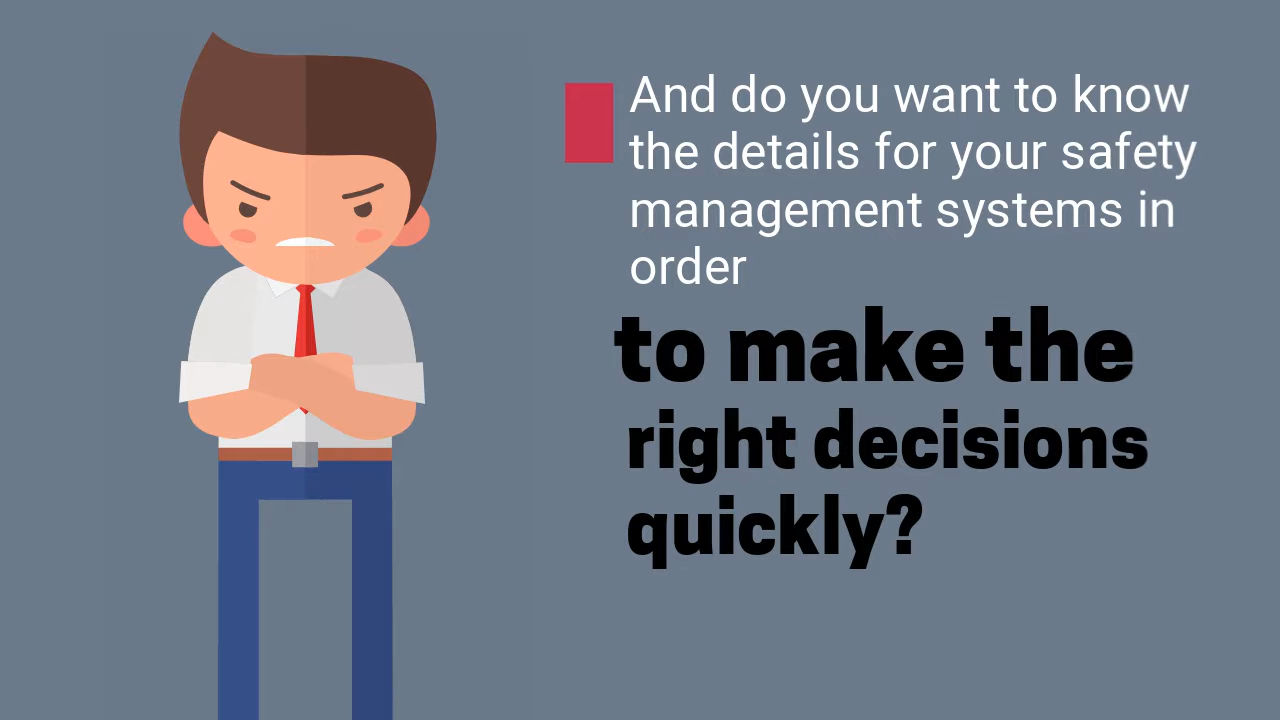 And do you want to know
the details for your safety
management systems in
order
to make the
right decisions
quickly?